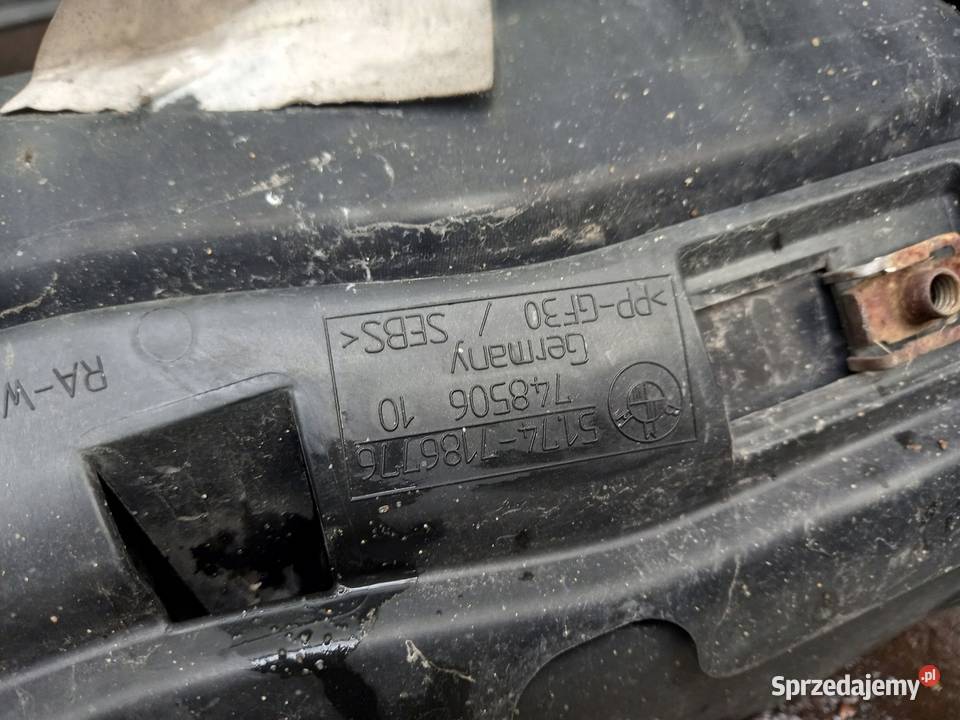 51.74-7186776
748506 10
Germany
>PP-GF30 / SEBS<
RA-W
Sprzedajemy.pl